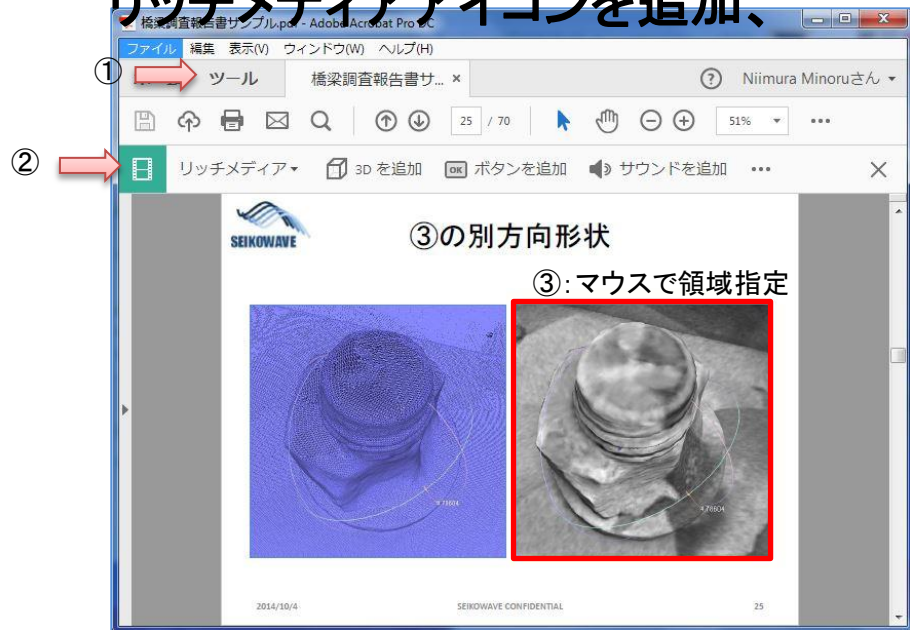 リッチメディアアイコンを追加、
橋梁調査報告書サンプル.pdf - Adobe Acrobat Pro DC
ファイル 編集 表示(V) ウィンドウ(W) ヘルプ(H)
① ツール 橋梁調査報告書サ... × ? Niimura Minoruさん
25 / 70 51% •••
② リッチメディア 3D を追加 OK ボタンを追加 サウンドを追加 •••
SEIKOWAVE
③の別方向形状
③：マウスで領域指定
4.78604 4.78604
2014/10/4 SEIKOWAVE CONFIDENTIAL 25